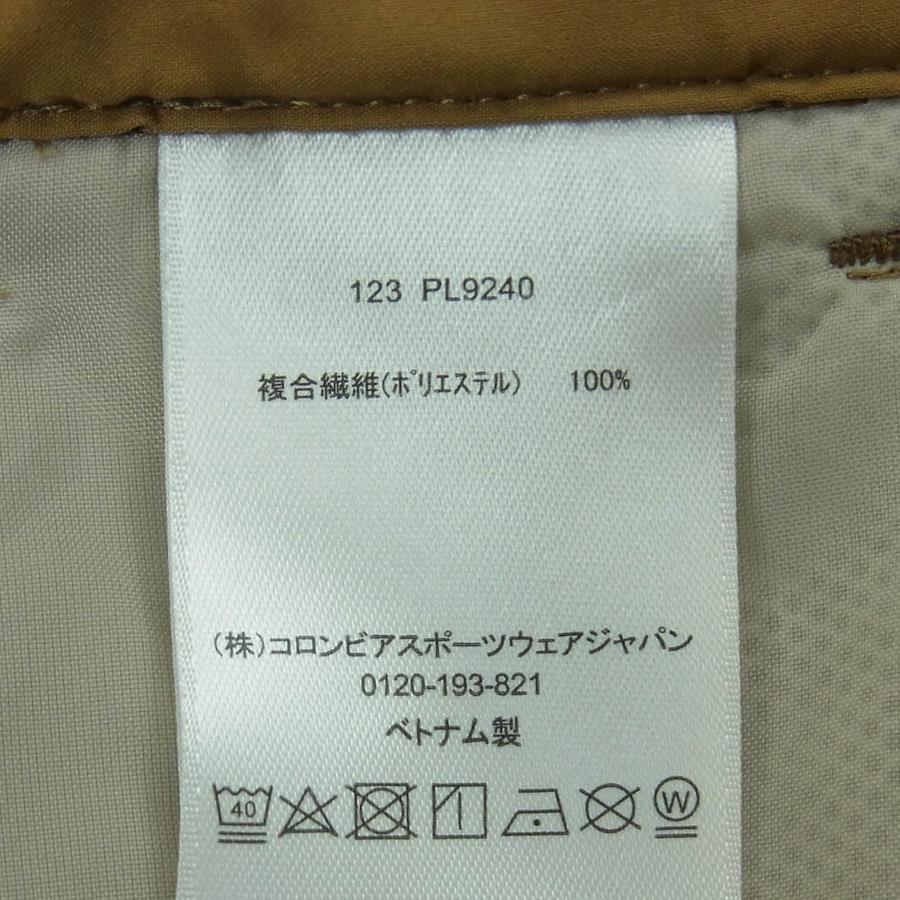 123 PL9240
複合繊維(ポリエステル) 100%
(株)コロンビアスポーツウェアジャパン
0120-193-821
ベトナム製
40 W